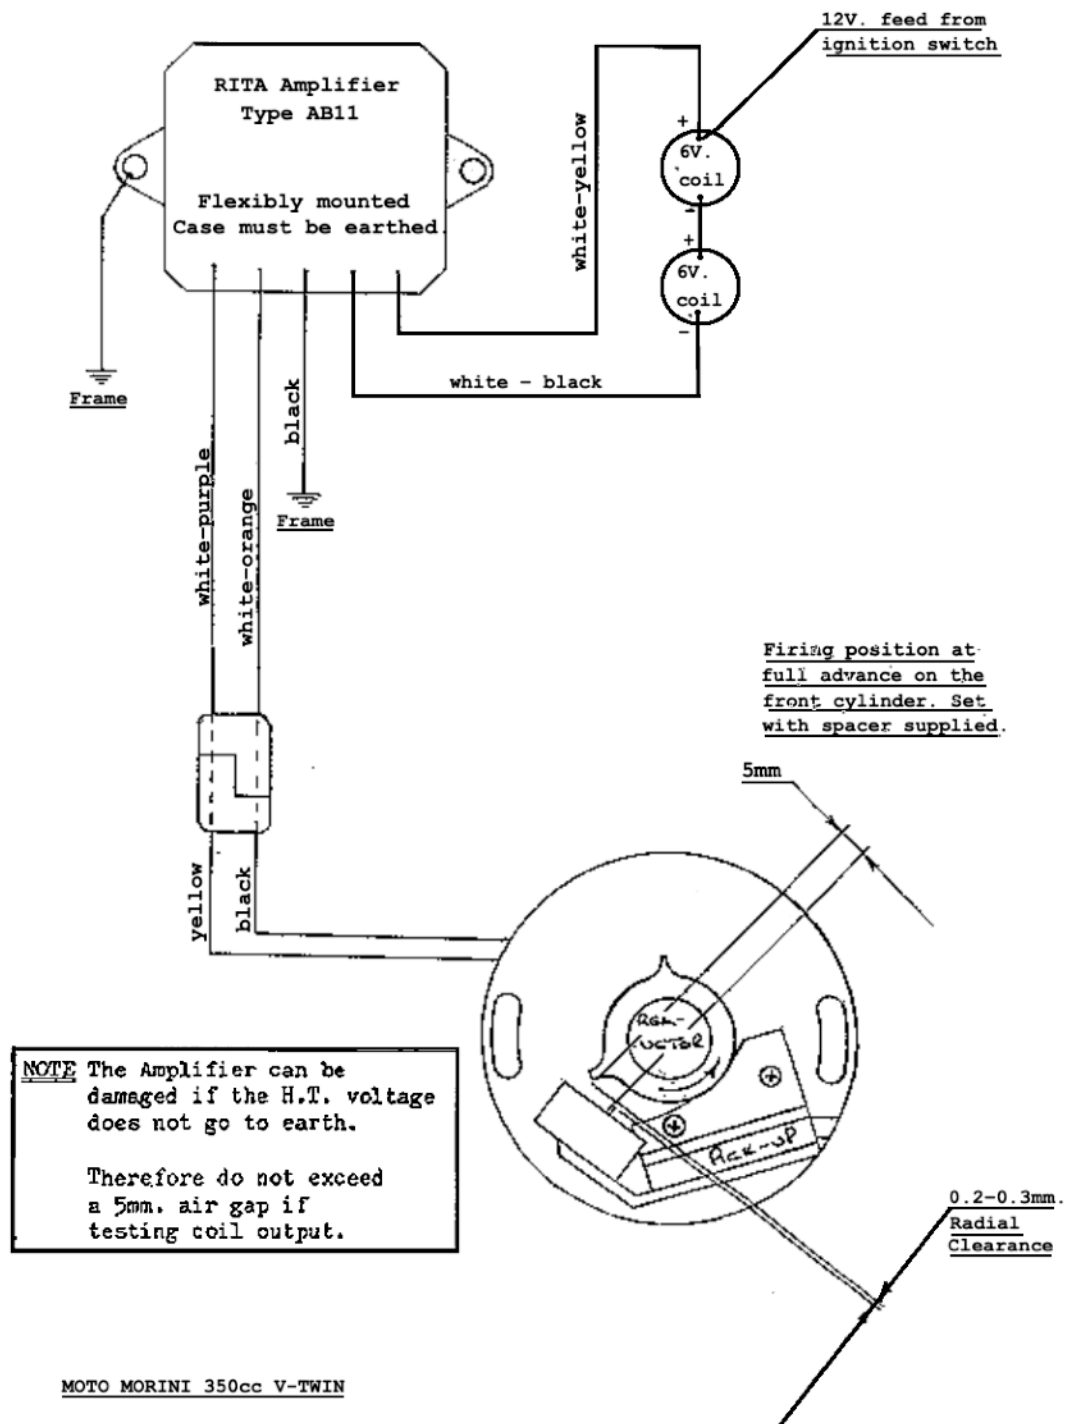 12V. feed from
ignition switch
RITA Amplifier
Type AB11
Flexibly mounted
Case must be earthed.
white-yellow
+
6V.
coil
-
+
6V.
coil
-
white - black
Frame
black
Frame
white-purple
white-orange
Firing position at
full advance on the
front cylinder. Set
with spacer supplied.
5mm
yellow
black
RELUCTOR
PICK-UP
NOTE The Amplifier can be
damaged if the H.T. voltage
does not go to earth.
Therefore do not exceed
a 5mm. air gap if
testing coil output.
0.2-0.3mm.
Radial
Clearance
MOTO MORINI 350cc V-TWIN